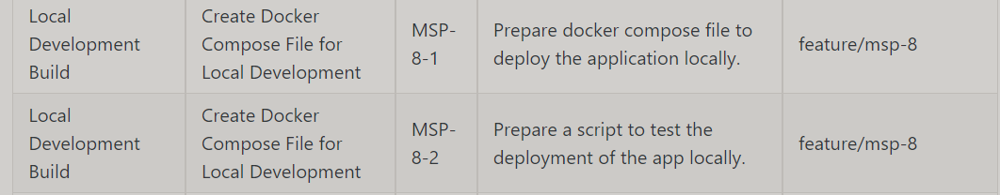 Local
Development
Build
Create Docker
Compose File for
Local Development
MSP-
8-1
Prepare docker compose file to
deploy the application locally.
feature/msp-8
Local
Development
Build
Create Docker
Compose File for
Local Development
MSP-
8-2
Prepare a script to test the
deployment of the app locally.
feature/msp-8